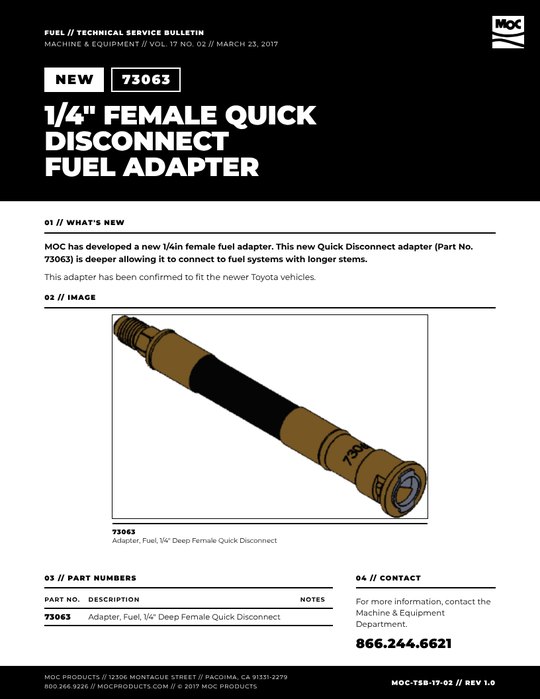 FUEL // TECHNICAL SERVICE BULLETIN
MACHINE & EQUIPMENT // VOL. 17 NO. 02 // MARCH 23, 2017
MOC
NEW
73063
1/4" FEMALE QUICK
DISCONNECT
FUEL ADAPTER
01 // WHAT'S NEW
MOC has developed a new 1/4in female fuel adapter. This new Quick Disconnect adapter (Part No.
73063) is deeper allowing it to connect to fuel systems with longer stems.
This adapter has been confirmed to fit the newer Toyota vehicles.
02 // IMAGE
73063
Adapter, Fuel, 1/4" Deep Female Quick Disconnect
03 // PART NUMBERS
PART NO. DESCRIPTION NOTES
73063 Adapter, Fuel, 1/4" Deep Female Quick Disconnect
04 // CONTACT
For more information, contact the
Machine & Equipment
Department.
866.244.6621
MOC PRODUCTS // 12306 MONTAGUE STREET // PACOIMA, CA 91331-2279
800.266.9226 // MOCPRODUCTS.COM // © 2017 MOC PRODUCTS
MOC-TSB-17-02 // REV 1.0